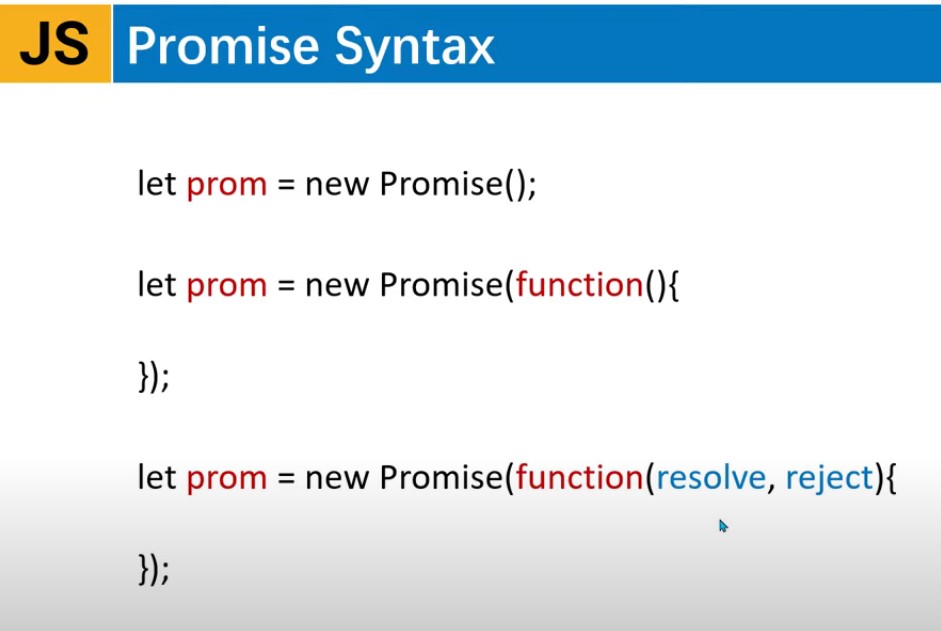 JS Promise Syntax
let prom = new Promise();
let prom = new Promise(function(){
});
let prom = new Promise(function(resolve, reject){
});